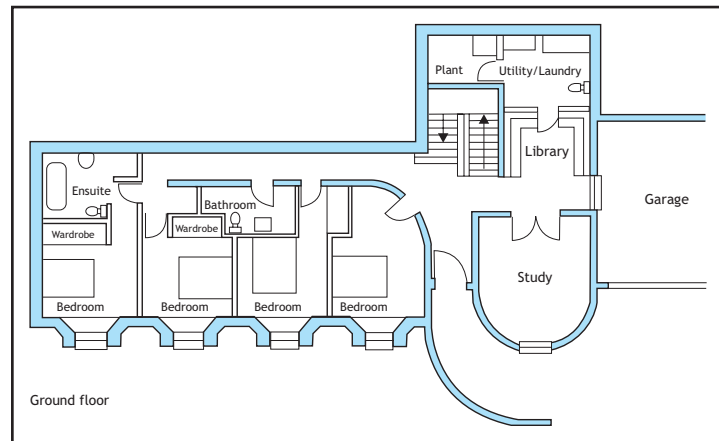 Plant
Utility/Laundry
Library
Ensuite
Bathroom
Garage
Wardrobe
Wardrobe
Study
Bedroom
Bedroom
Bedroom
Bedroom
Ground floor